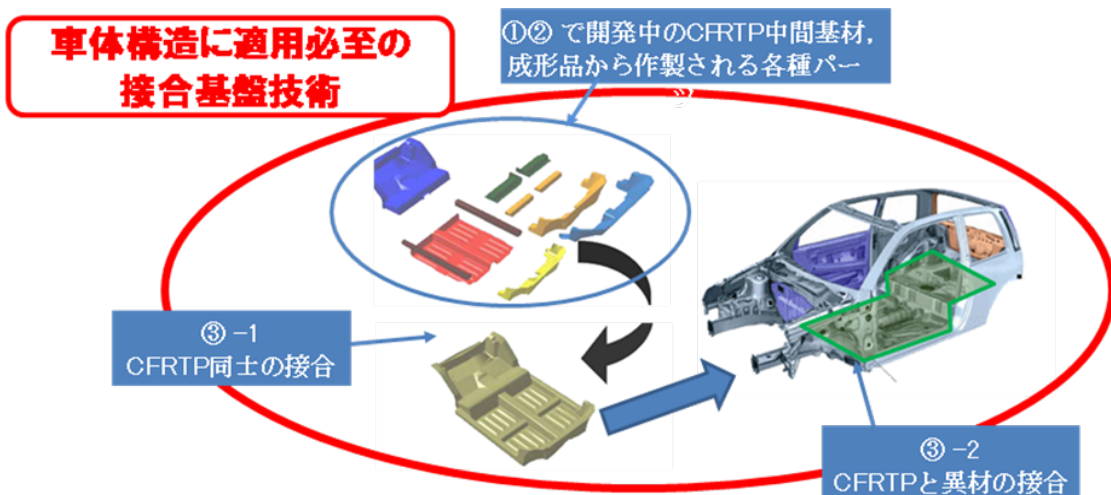 車体構造に適用必至の
接合基盤技術
①② で開発中のCFRTP中間基材,
成形品から作製される各種パー
ツ
③ -1
CFRTP同士の接合
③ -2
CFRTPと異材の接合